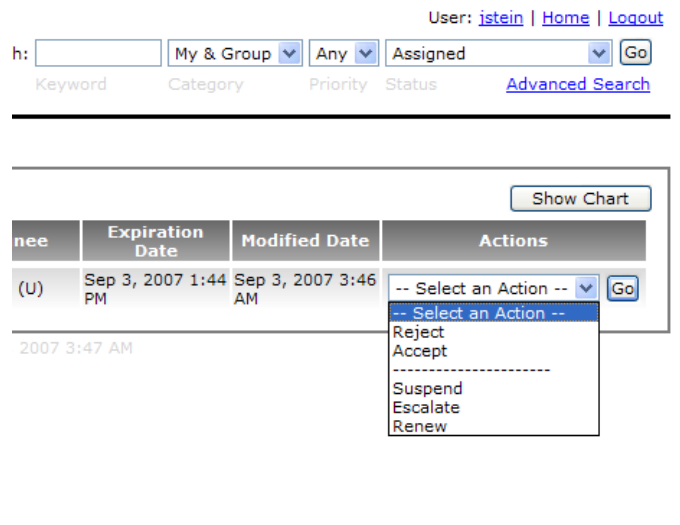 User: jstein | Home | Logout
h: My & Group Any Assigned Go
Keyword Category Priority Status Advanced Search
Show Chart
nee Expiration Date Modified Date Actions
(U) Sep 3, 2007 1:44 PM Sep 3, 2007 3:46 AM -- Select an Action -- Go
-- Select an Action --
Reject
Accept
----------------------
Suspend
Escalate
Renew
2007 3:47 AM